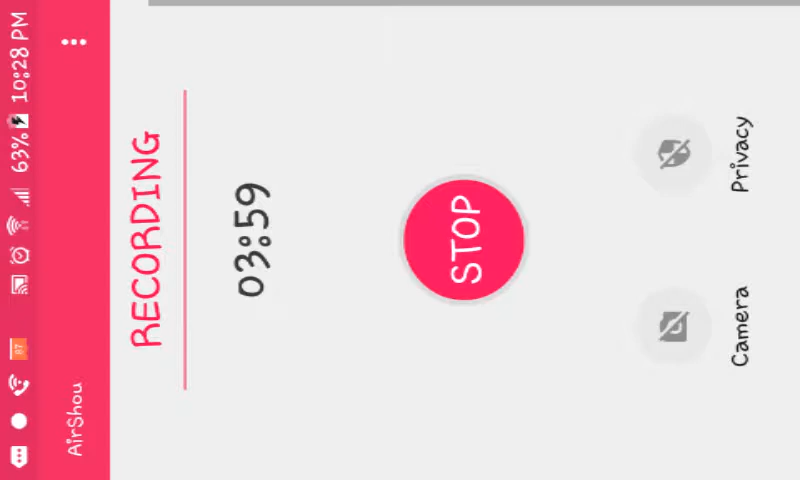 63% 10:28 PM
AirShou
RECORDING
03:59
STOP
Camera Privacy